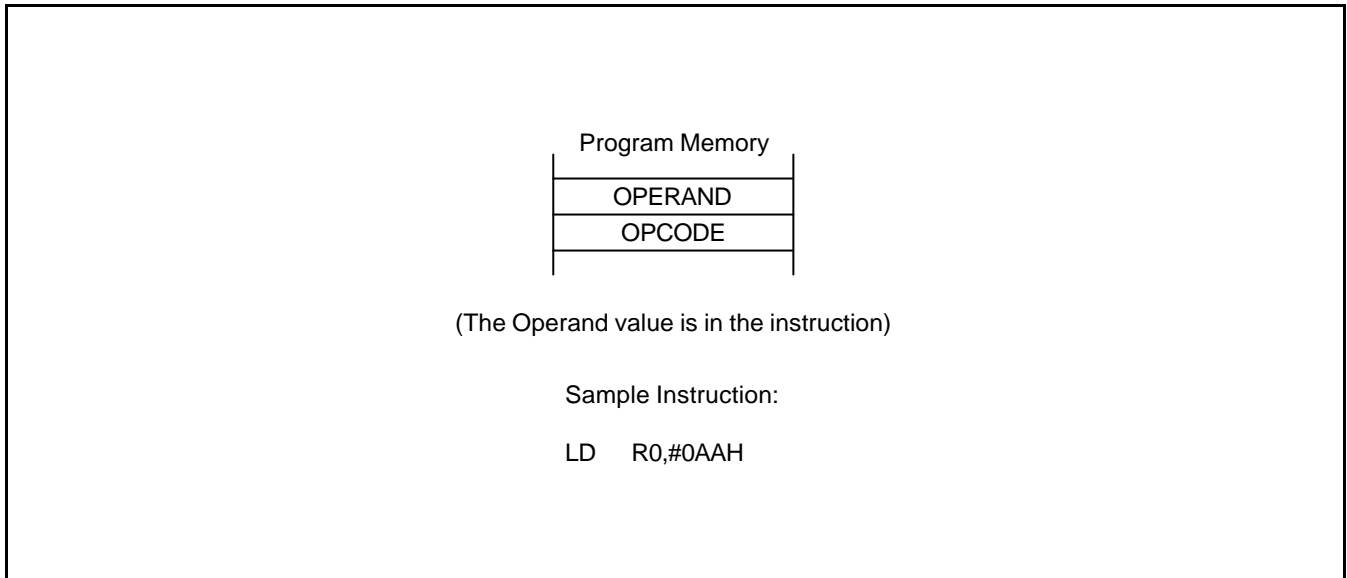 Program Memory
OPERAND
OPCODE
(The Operand value is in the instruction)
Sample Instruction:
LD R0,#0AAH